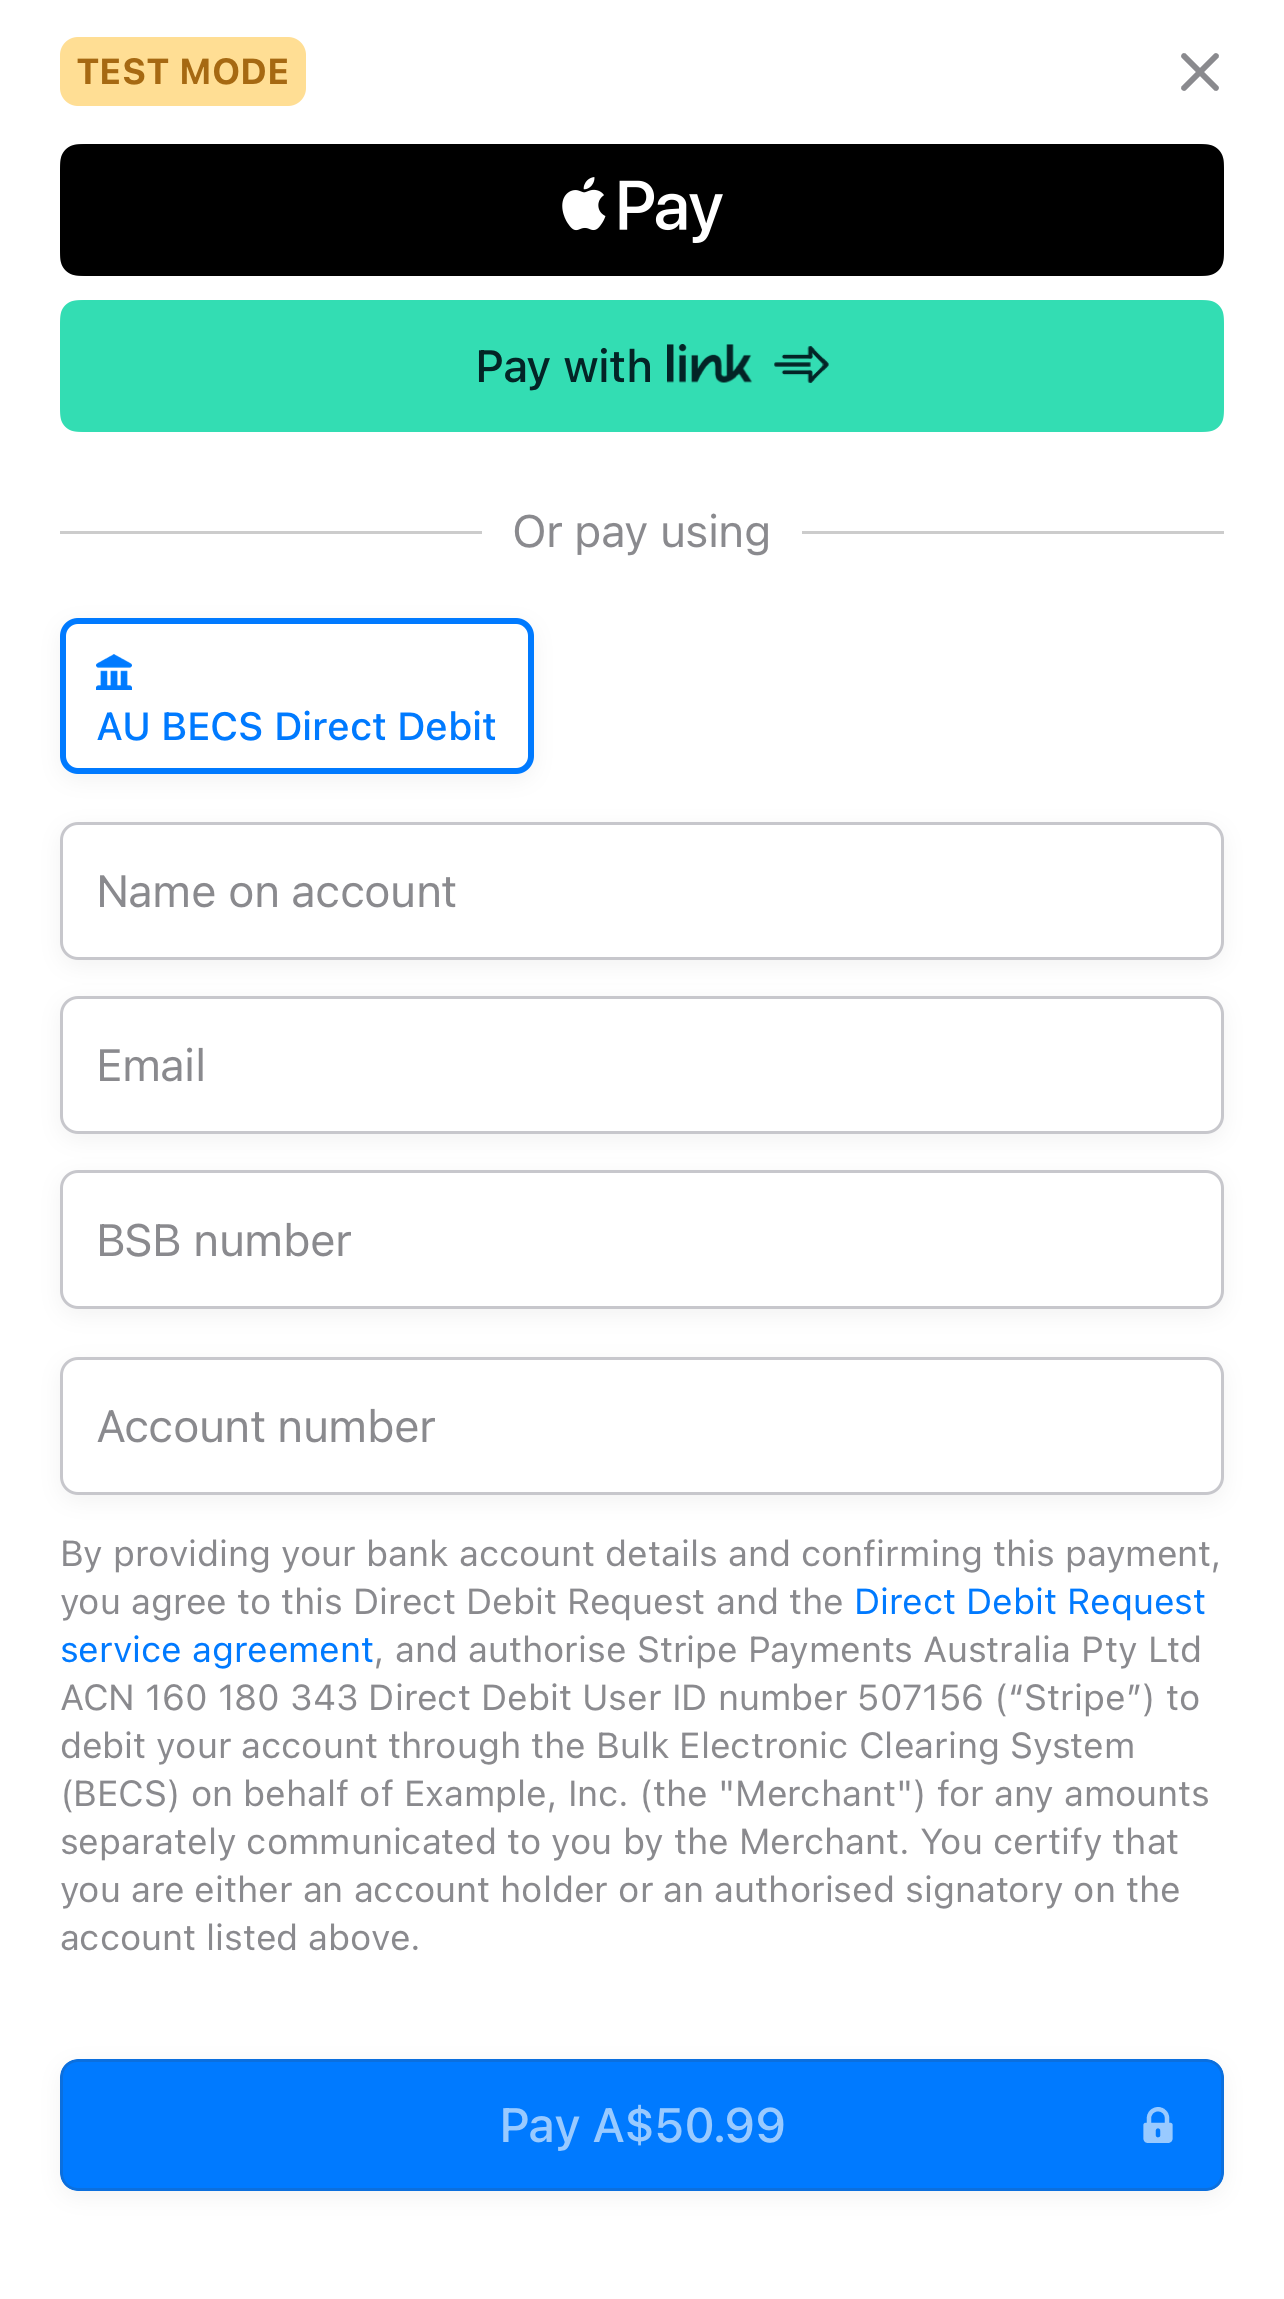 TEST MODE
Pay
Pay with link
Or pay using
AU BECS Direct Debit
Name on account
Email
BSB number
Account number
By providing your bank account details and confirming this payment,
you agree to this Direct Debit Request and the Direct Debit Request
service agreement, and authorise Stripe Payments Australia Pty Ltd
ACN 160 180 343 Direct Debit User ID number 507156 (“Stripe”) to
debit your account through the Bulk Electronic Clearing System
(BECS) on behalf of Example, Inc. (the "Merchant") for any amounts
separately communicated to you by the Merchant. You certify that
you are either an account holder or an authorised signatory on the
account listed above.
Pay A$50.99